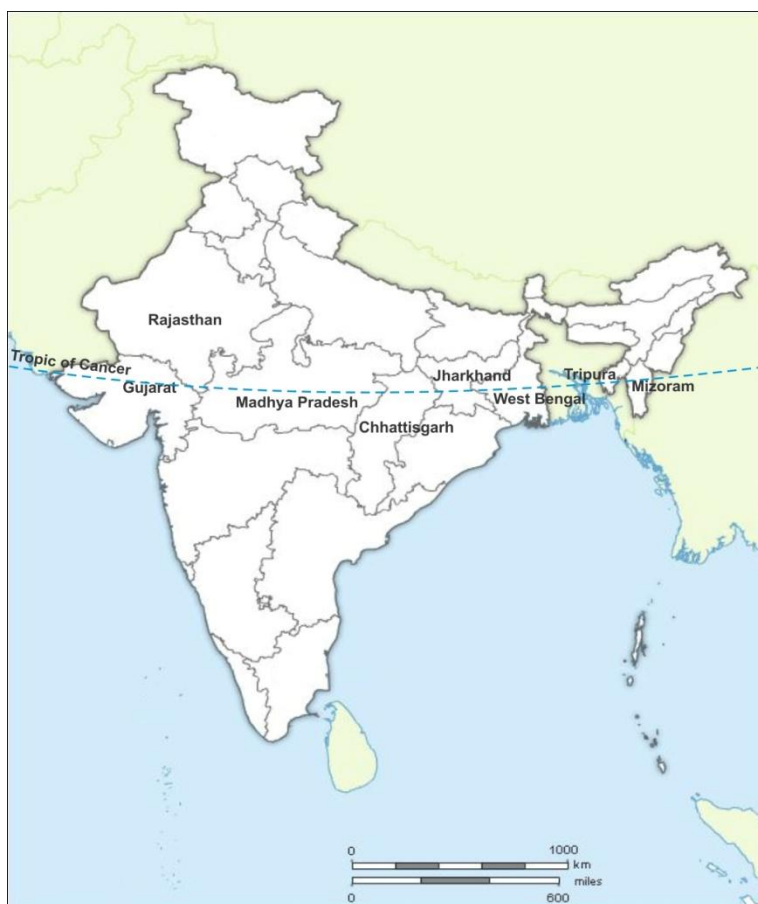 Rajasthan
Tropic of Cancer
Gujarat
Madhya Pradesh
Jharkhand
Chhattisgarh
West Bengal
Tripura
Mizoram
0 1000
km
miles
0 600